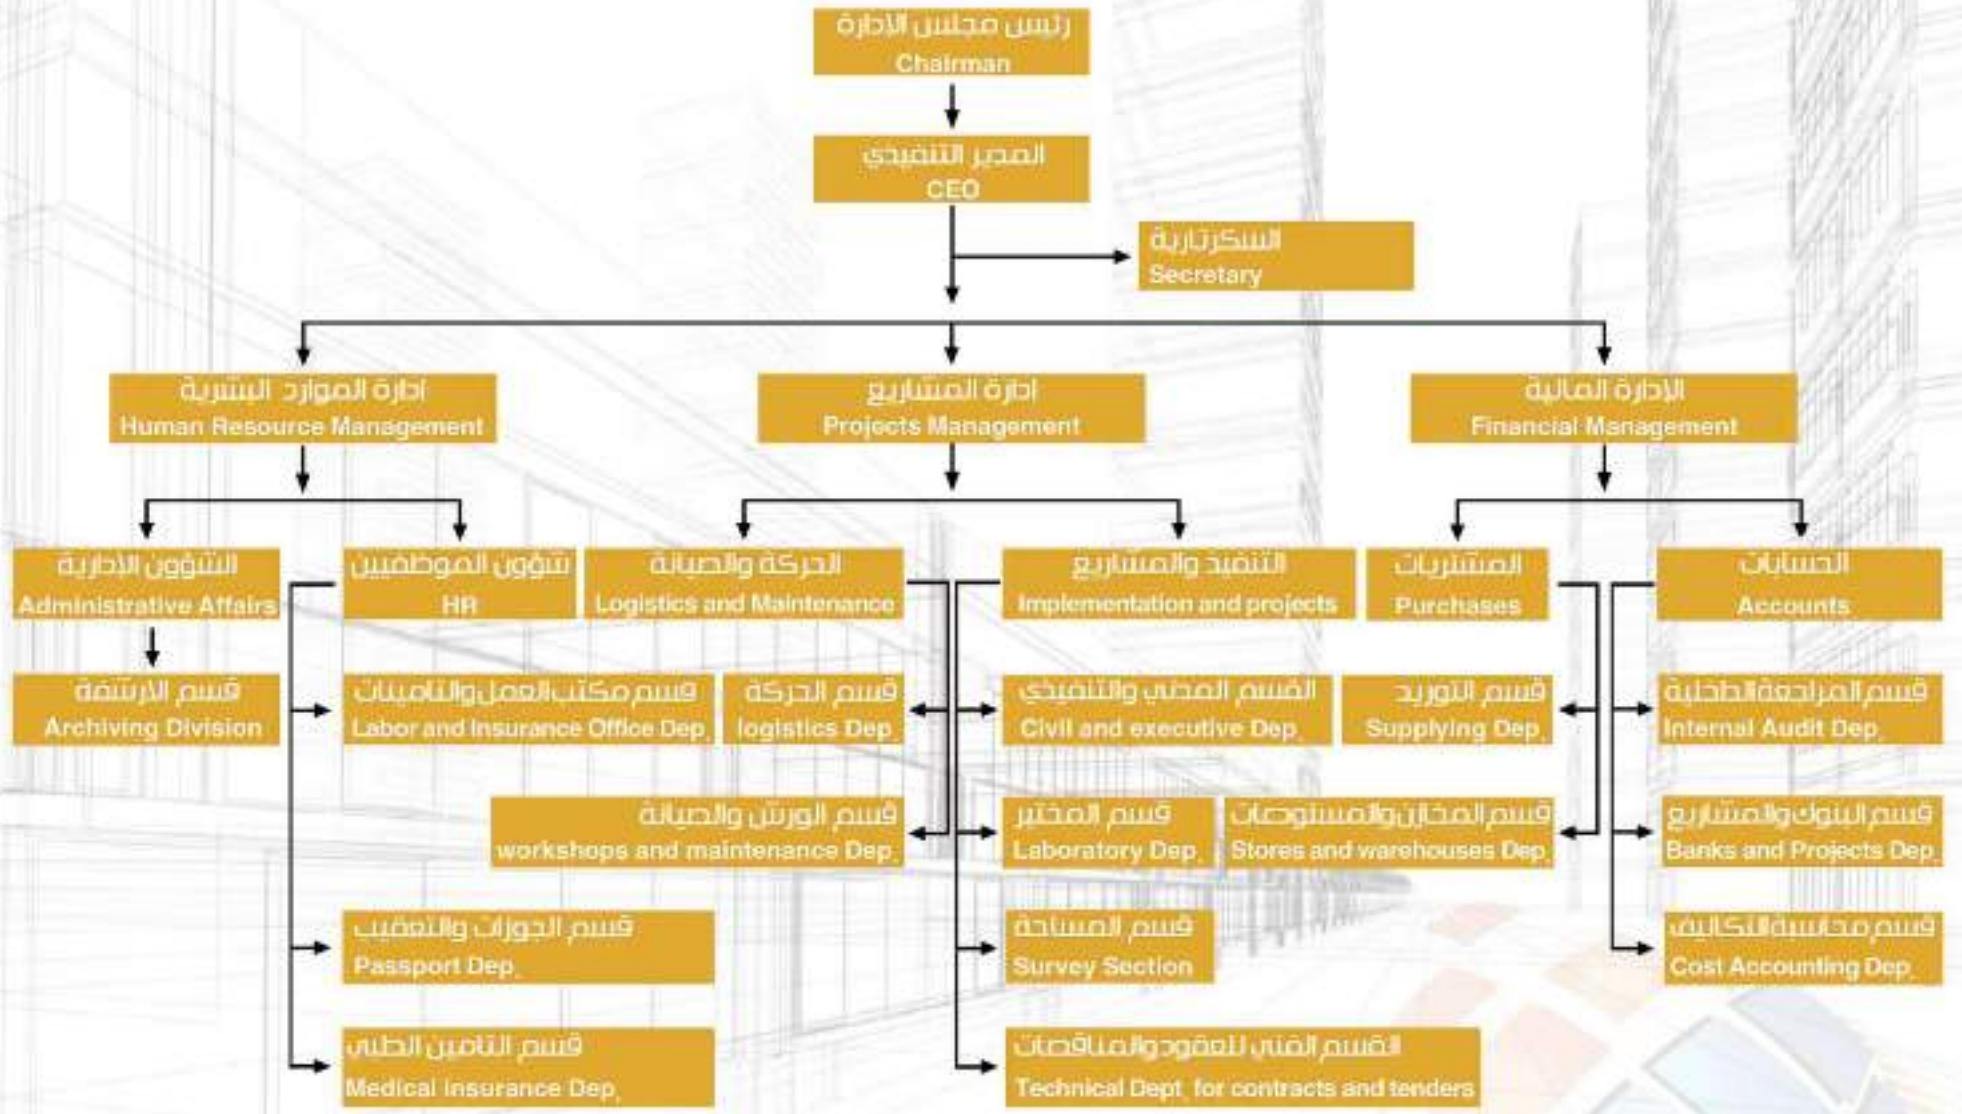 رئيس مجلس الإدارة
Chairman
المدير التنفيذي
CEO
السكرتارية
Secretary
ادارة الموارد البشرية
Human Resource Management
ادارة المشاريع
Projects Management
الإدارة المالية
Financial Management
الشؤون الإدارية
Administrative Affairs
شؤون الموظفيين
HR
الحركة والصيانة
Logistics and Maintenance
التنفيذ والمشاريع
Implementation and projects
المشتريات
Purchases
الحسابات
Accounts
قسم الارشفة
Archiving Division
قسم مكتب العمل والتامينات
Labor and Insurance Office Dep.
قسم الحركة
logistics Dep.
القسم المدني والتنفيذي
Civil and executive Dep.
قسم التوريد
Supplying Dep.
قسم المراجعة الداخلية
Internal Audit Dep.
قسم الورش والصيانة
workshops and maintenance Dep.
قسم المختبر
Laboratory Dep.
قسم المخازن والمستودعات
Stores and warehouses Dep.
قسم البنوك والمشاريع
Banks and Projects Dep.
قسم الجوزات والتعقيب
Passport Dep.
قسم المساحة
Survey Section
قسم محاسبة التكاليف
Cost Accounting Dep.
قسم التامين الطبي
Medical Insurance Dep.
القسم الفني للعقود والمناقصات
Technical Dept. for contracts and tenders